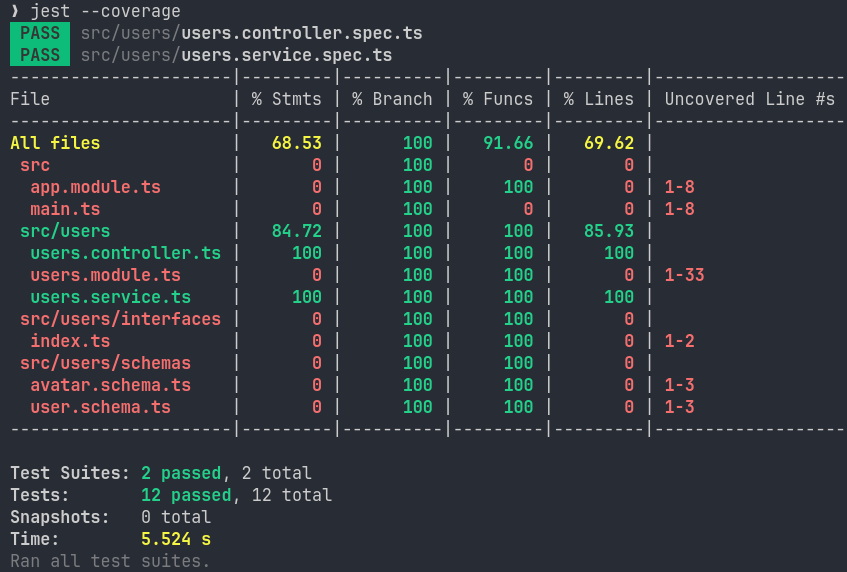 ❯ jest --coverage
PASS src/users/users.controller.spec.ts
PASS src/users/users.service.spec.ts
----------------------|---------|----------|---------|---------|-------------------
File                  | % Stmts | % Branch | % Funcs | % Lines | Uncovered Line #s
----------------------|---------|----------|---------|---------|-------------------
All files             |   68.53 |      100 |   91.66 |   69.62 |
 src                  |       0 |      100 |       0 |       0 |
  app.module.ts       |       0 |      100 |     100 |       0 | 1-8
  main.ts             |       0 |      100 |       0 |       0 | 1-8
 src/users            |   84.72 |      100 |     100 |   85.93 |
  users.controller.ts |     100 |      100 |     100 |     100 |
  users.module.ts     |       0 |      100 |     100 |       0 | 1-33
  users.service.ts    |     100 |      100 |     100 |     100 |
 src/users/interfaces |       0 |      100 |     100 |       0 |
  index.ts            |       0 |      100 |     100 |       0 | 1-2
 src/users/schemas    |       0 |      100 |     100 |       0 |
  avatar.schema.ts    |       0 |      100 |     100 |       0 | 1-3
  user.schema.ts      |       0 |      100 |     100 |       0 | 1-3
----------------------|---------|----------|---------|---------|-------------------
Test Suites: 2 passed, 2 total
Tests:       12 passed, 12 total
Snapshots:   0 total
Time:        5.524 s
Ran all test suites.